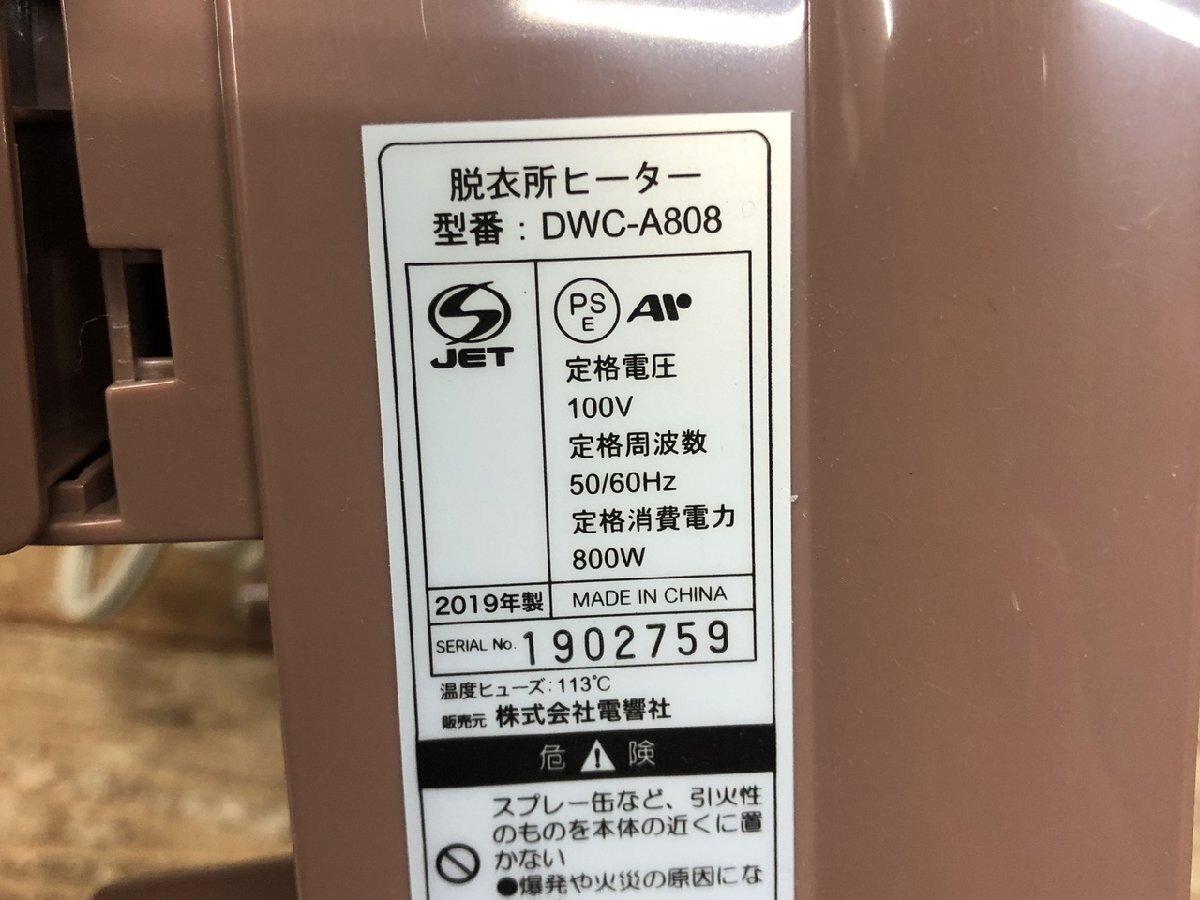 脱衣所ヒーター
型番：DWC-A808
JET
PS
E
定格電圧
100V
定格周波数
50/60Hz
定格消費電力
800W
2019年製
MADE IN CHINA
SERIAL No. 1902759
温度ヒューズ：113℃
販売元 株式会社電響社
危 険
スプレー缶など、引火性
のものを本体の近くに置
かない
●爆発や火災の原因にな